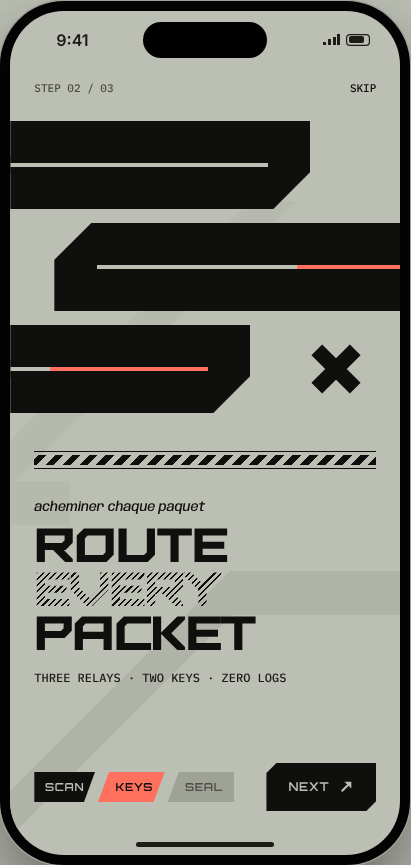 9:41
STEP 02 / 03
SKIP
acheminer chaque paquet
ROUTE
EVERY
PACKET
THREE RELAYS · TWO KEYS · ZERO LOGS
SCAN
KEYS
SEAL
NEXT ↗